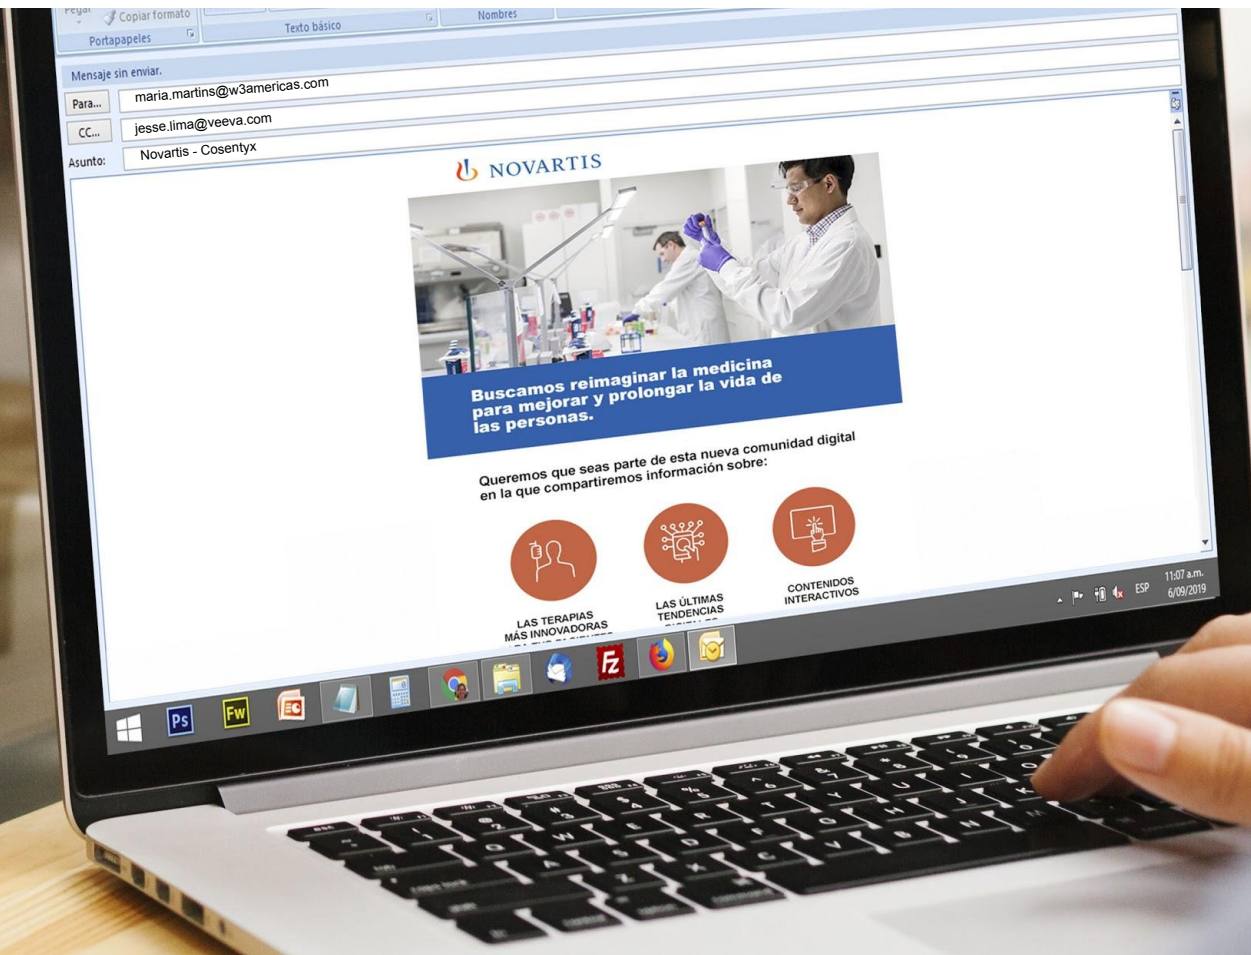 Pegar
Copiar formato
Portapapeles
Texto básico
Nombres
Mensaje sin enviar.
Para...
maria.martins@w3americas.com
CC...
jesse.lima@veeva.com
Asunto:
Novartis - Cosentyx
NOVARTIS
Buscamos reimaginar la medicina
para mejorar y prolongar la vida de
las personas.
Queremos que seas parte de esta nueva comunidad digital
en la que compartiremos información sobre:
LAS TERAPIAS
MÁS INNOVADORAS
LAS ÚLTIMAS
TENDENCIAS
CONTENIDOS
INTERACTIVOS
ESP
11:07 a.m.
6/09/2019
Ps
Fw
Fz